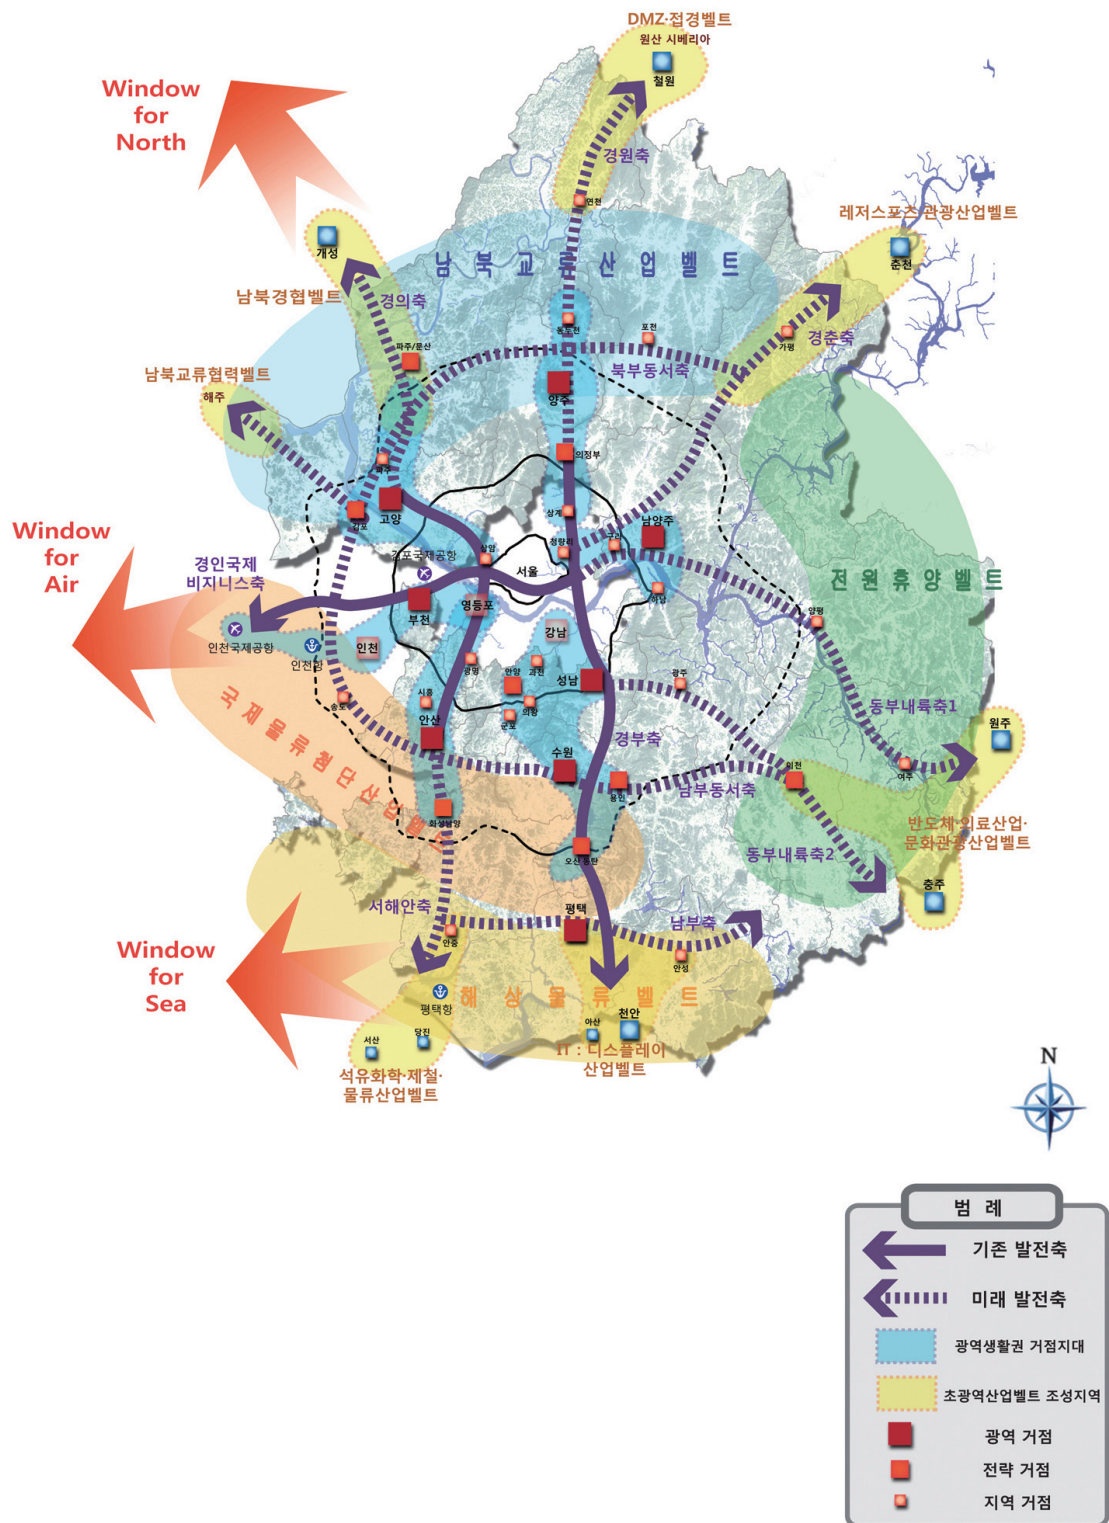 DMZ·접경벨트
원산 시베리아
철원
Window
for
North
경원축
연천
레저스포츠 관광산업벨트
개성
춘천
남북교류산업벨트
남북경협벨트
경의축
경춘축
동두천
포천
가평
파주/문산
북부동서축
남북교류협력벨트
해주
양주
의정부
파주
고양
김포
상계
남양주
Window
for
Air
김포국제공항
상암
청량리
구리
경인국제
비지니스축
서울
전원휴양벨트
하남
부천
영등포
양평
인천국제공항
인천항
인천
강남
광명
안양
과천
성남
광주
시흥
의왕
송도
군포
안산
동부내륙축1
원주
국제물류첨단산업벨트
경부축
수원
용인
남부동서축
이천
여주
화성남양
반도체·의료산업·
문화관광산업벨트
오산 동탄
동부내륙축2
충주
서해안축
평택
남부축
안중
안성
Window
for
Sea
평택항
해상물류벨트
천안
아산
서산
당진
IT : 디스플레이
산업벨트
석유화학·제철·
물류산업벨트
N
범 례
기존 발전축
미래 발전축
광역생활권 거점지대
초광역산업벨트 조성지역
광역 거점
전략 거점
지역 거점